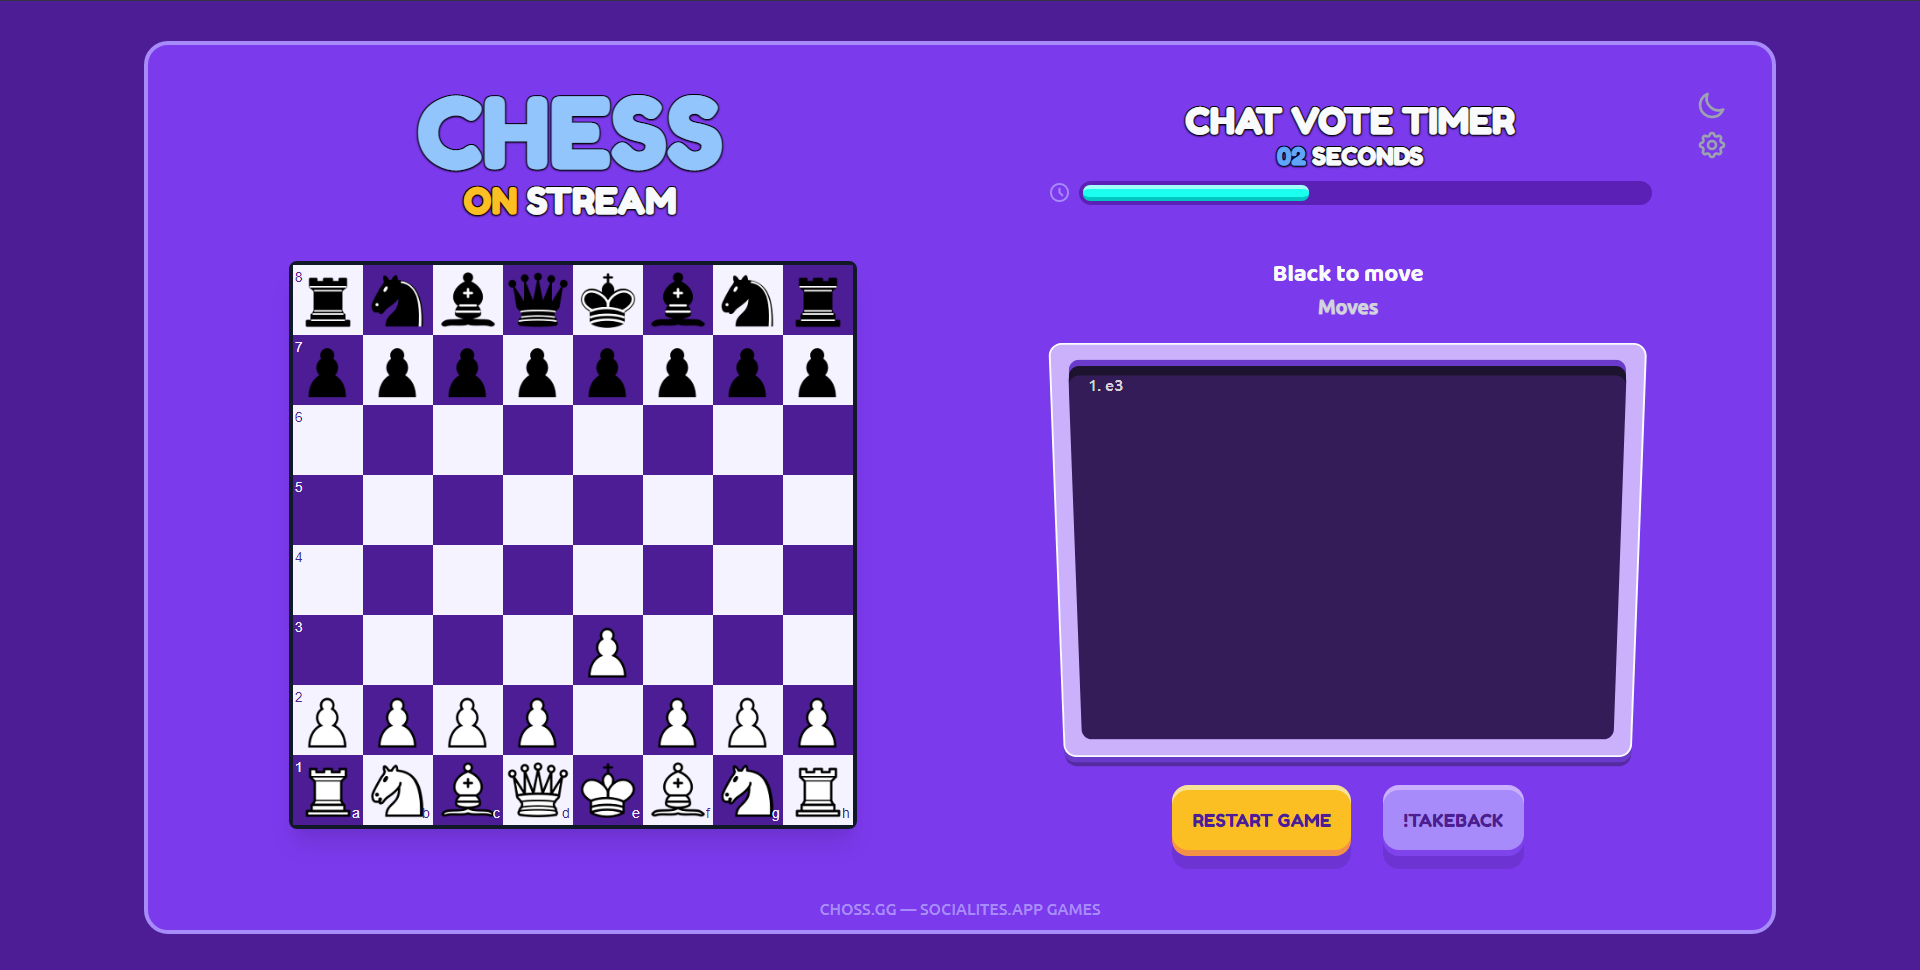 CHESS
ON STREAM
CHAT VOTE TIMER
02 SECONDS
Black to move
Moves
1. e3
8
7
6
5
4
3
2
1
a b c d e f g h
RESTART GAME
!TAKEBACK
CHOSS.GG — SOCIALITES.APP GAMES